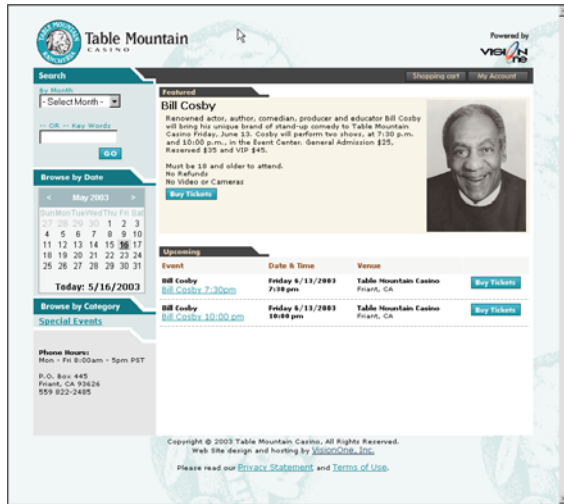 TABLE MOUNTAIN
RANCHERIA
Table Mountain
CASINO
Powered by
VISION
One
Search
Shopping cart
My Account
By Month
- Select Month -
-- OR -- Key Words
GO
Featured
Bill Cosby
Renowned actor, author, comedian, producer and educator Bill Cosby
will bring his unique brand of stand-up comedy to Table Mountain
Casino Friday, June 13. Cosby will perform two shows, at 7:30 p.m.
and 10:00 p.m., in the Event Center. General Admission $25,
Reserved $35 and VIP
$45.
Must be 18 and older to
attend.
No Refunds
No Video or Cameras
Buy Tickets
Browse by Date
< May 2003 >
Sun Mon Tue Wed Thu Fri Sat
27 28 29 30 1 2 3
4 5 6 7 8 9 10
11 12 13 14 15 16 17
18 19 20 21 22 23 24
25 26 27 28 29 30 31
Today: 5/16/2003
Browse by Category
Special Events
Phone Hours:
Mon - Fri 8:00am - 5pm PST
P.O. Box 445
Friant, CA 93626
559 822-2485
Upcoming
Event Date & Time Venue
Bill Cosby Friday 6/13/2003 Table Mountain Casino Buy Tickets
Bill Cosby 7:30pm 7:30 pm Friant, CA
Bill Cosby Friday 6/13/2003 Table Mountain Casino Buy Tickets
Bill Cosby 10:00 pm 10:00 pm Friant, CA
Copyright © 2003 Table Mountain Casino, All Rights Reserved.
Web Site design and hosting by VisionOne, Inc.
Please read our Privacy Statement and Terms of Use.